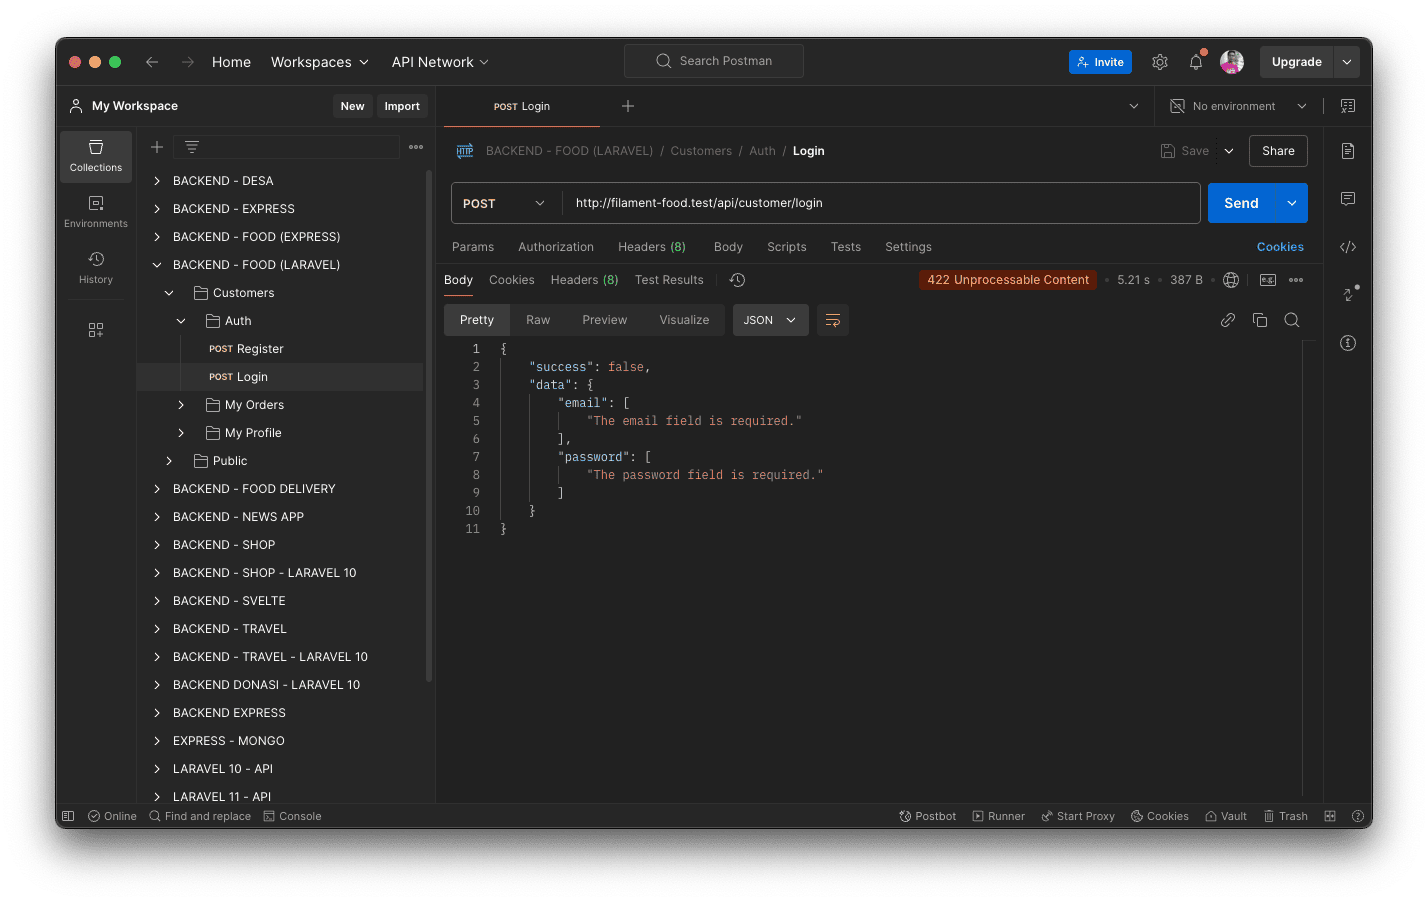 Home Workspaces API Network Search Postman Invite Upgrade
My Workspace New Import POST Login No environment
Collections
Environments
History
BACKEND - DESA
BACKEND - EXPRESS
BACKEND - FOOD (EXPRESS)
BACKEND - FOOD (LARAVEL)
Customers
Auth
POST Register
POST Login
My Orders
My Profile
Public
BACKEND - FOOD DELIVERY
BACKEND - NEWS APP
BACKEND - SHOP
BACKEND - SHOP - LARAVEL 10
BACKEND - SVELTE
BACKEND - TRAVEL
BACKEND - TRAVEL - LARAVEL 10
BACKEND DONASI - LARAVEL 10
BACKEND EXPRESS
EXPRESS - MONGO
LARAVEL 10 - API
LARAVEL 11 - API
HTTP BACKEND - FOOD (LARAVEL) / Customers / Auth / Login Save Share
POST http://filament-food.test/api/customer/login Send
Params Authorization Headers (8) Body Scripts Tests Settings Cookies
Body Cookies Headers (8) Test Results 422 Unprocessable Content 5.21 s 387 B e.g.
Pretty Raw Preview Visualize JSON
1 {
2 "success": false,
3 "data": {
4 "email": [
5 "The email field is required."
6 ],
7 "password": [
8 "The password field is required."
9 ]
10 }
11 }
Online Find and replace Console Postbot Runner Start Proxy Cookies Vault Trash